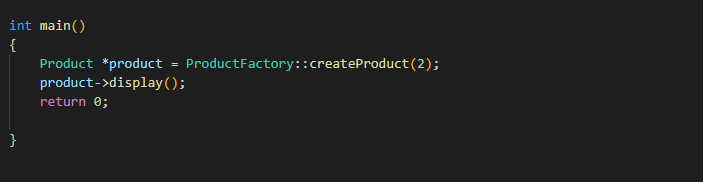 int main()
{
    Product *product = ProductFactory::createProduct(2);
    product->display();
    return 0;
}